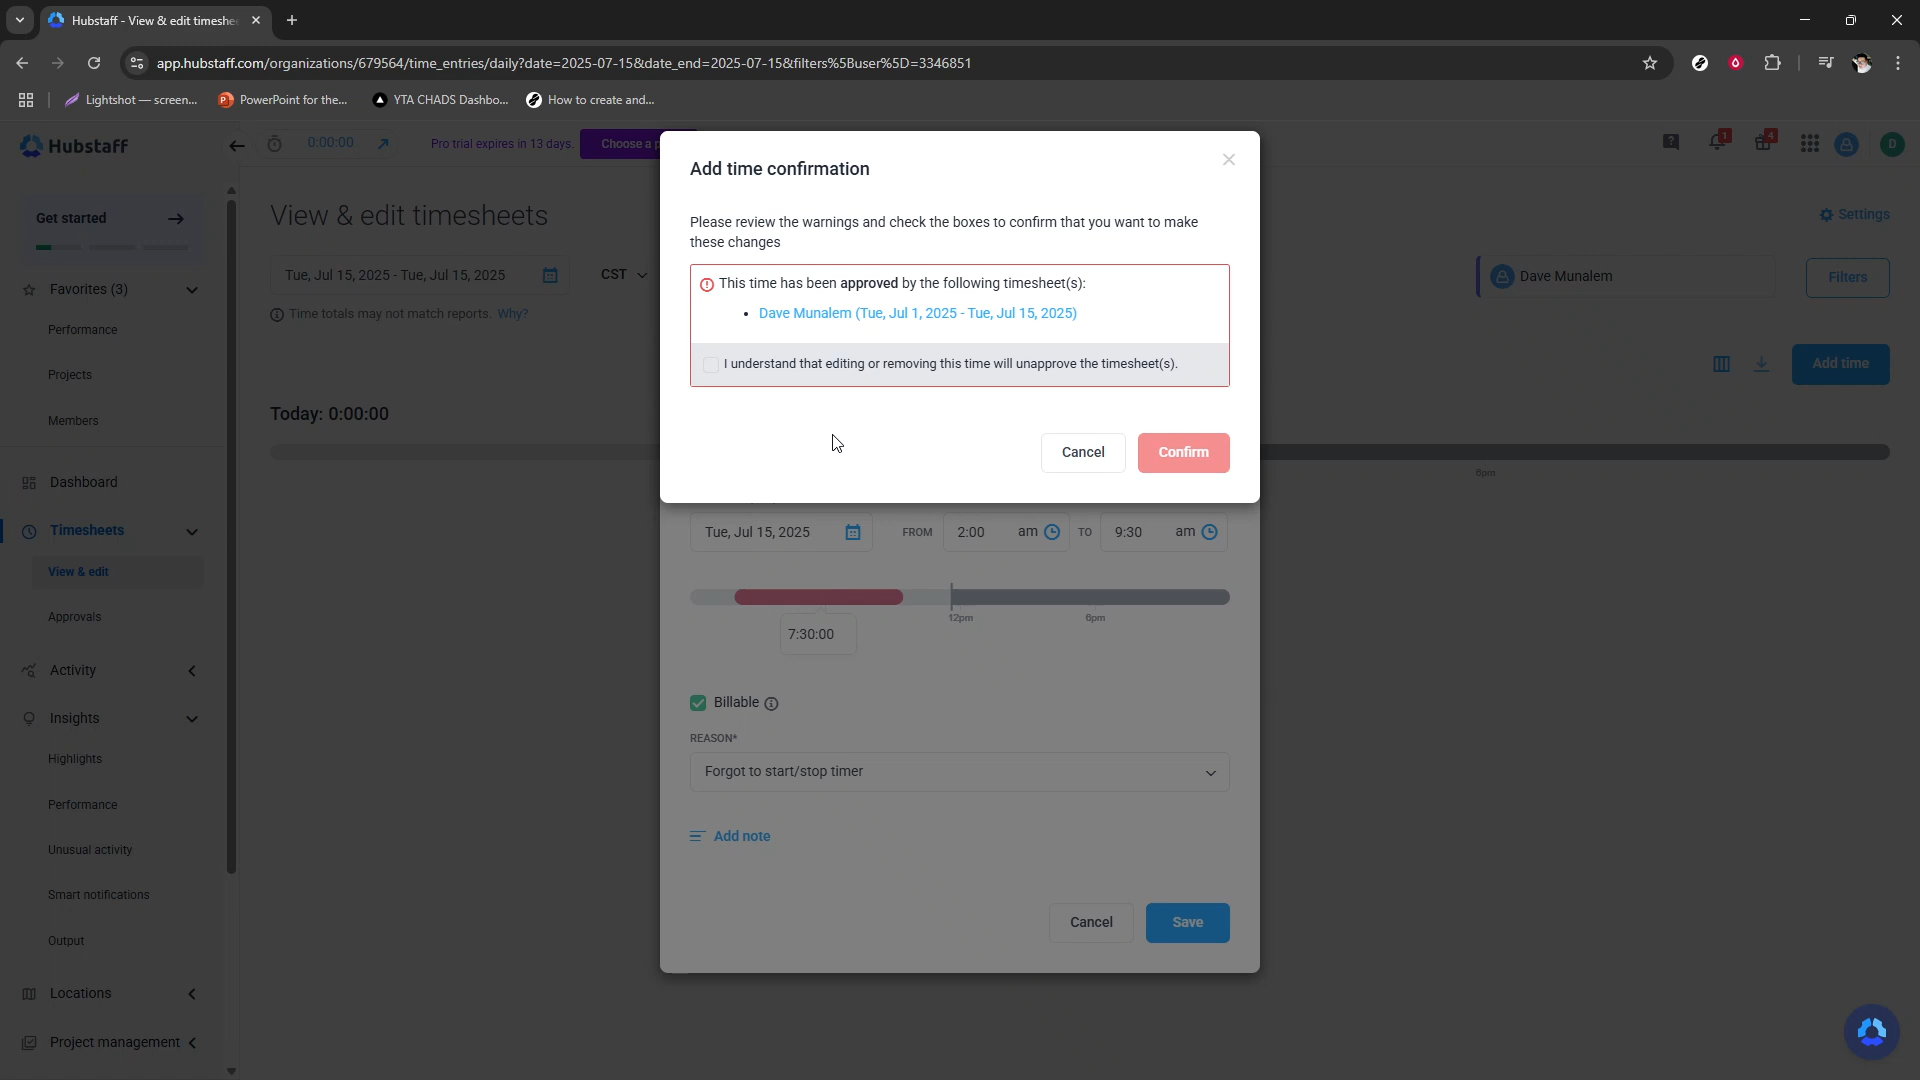 Hubstaff - View & edit timeshe
app.hubstaff.com/organizations/679564/time_entries/daily?date=2025-07-15&date_end=2025-07-15&filters%5Buser%5D=3346851
Lightshot — screen...
PowerPoint for the...
YTA CHADS Dashbo...
How to create and...
Hubstaff
0:00:00
Pro trial expires in 13 days.
Choose a p
1
4
D
Get started
Favorites (3)
Performance
Projects
Members
Dashboard
Timesheets
View & edit
Approvals
Activity
Insights
Highlights
Performance
Unusual activity
Smart notifications
Output
Locations
Project management
View & edit timesheets
Settings
Tue, Jul 15, 2025 - Tue, Jul 15, 2025
CST
Dave Munalem
Filters
Time totals may not match reports. Why?
Add time
Today: 0:00:00
6pm
Add time confirmation
Please review the warnings and check the boxes to confirm that you want to make
these changes
This time has been approved by the following timesheet(s):
• Dave Munalem (Tue, Jul 1, 2025 - Tue, Jul 15, 2025)
I understand that editing or removing this time will unapprove the timesheet(s).
Cancel
Confirm
Tue, Jul 15, 2025
FROM
2:00
am
TO
9:30
am
12pm
6pm
7:30:00
Billable
REASON*
Forgot to start/stop timer
Add note
Cancel
Save